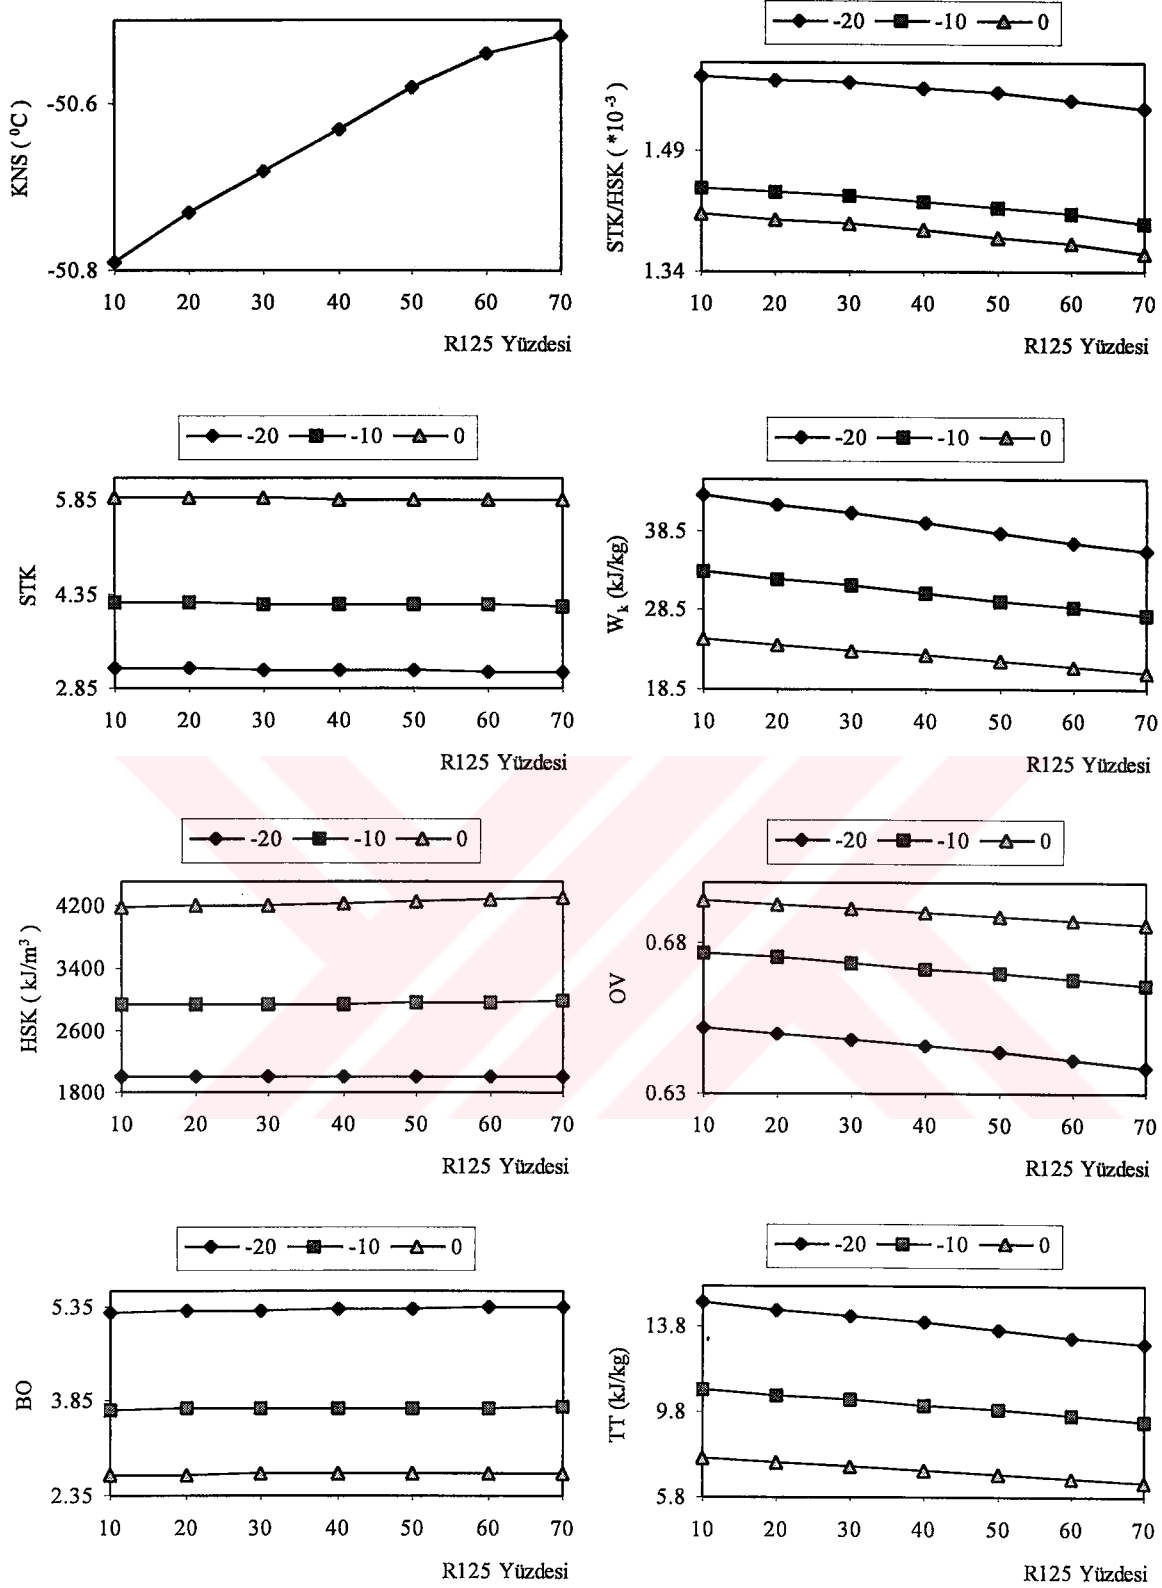 KNS ( ⁰C)
-50.6
-50.8
10 20 30 40 50 60 70
R125 Yüzdesi
-20 -10 0
STK/HSK ( *10⁻³ )
1.49
1.34
10 20 30 40 50 60 70
R125 Yüzdesi
-20 -10 0
STK
5.85
4.35
2.85
10 20 30 40 50 60 70
R125 Yüzdesi
-20 -10 0
Wₖ (kJ/kg)
38.5
28.5
18.5
10 20 30 40 50 60 70
R125 Yüzdesi
-20 -10 0
HSK ( kJ/m³ )
4200
3400
2600
1800
10 20 30 40 50 60 70
R125 Yüzdesi
-20 -10 0
OV
0.68
0.63
10 20 30 40 50 60 70
R125 Yüzdesi
-20 -10 0
BO
5.35
3.85
2.35
10 20 30 40 50 60 70
R125 Yüzdesi
-20 -10 0
TT (kJ/kg)
13.8
9.8
5.8
10 20 30 40 50 60 70
R125 Yüzdesi